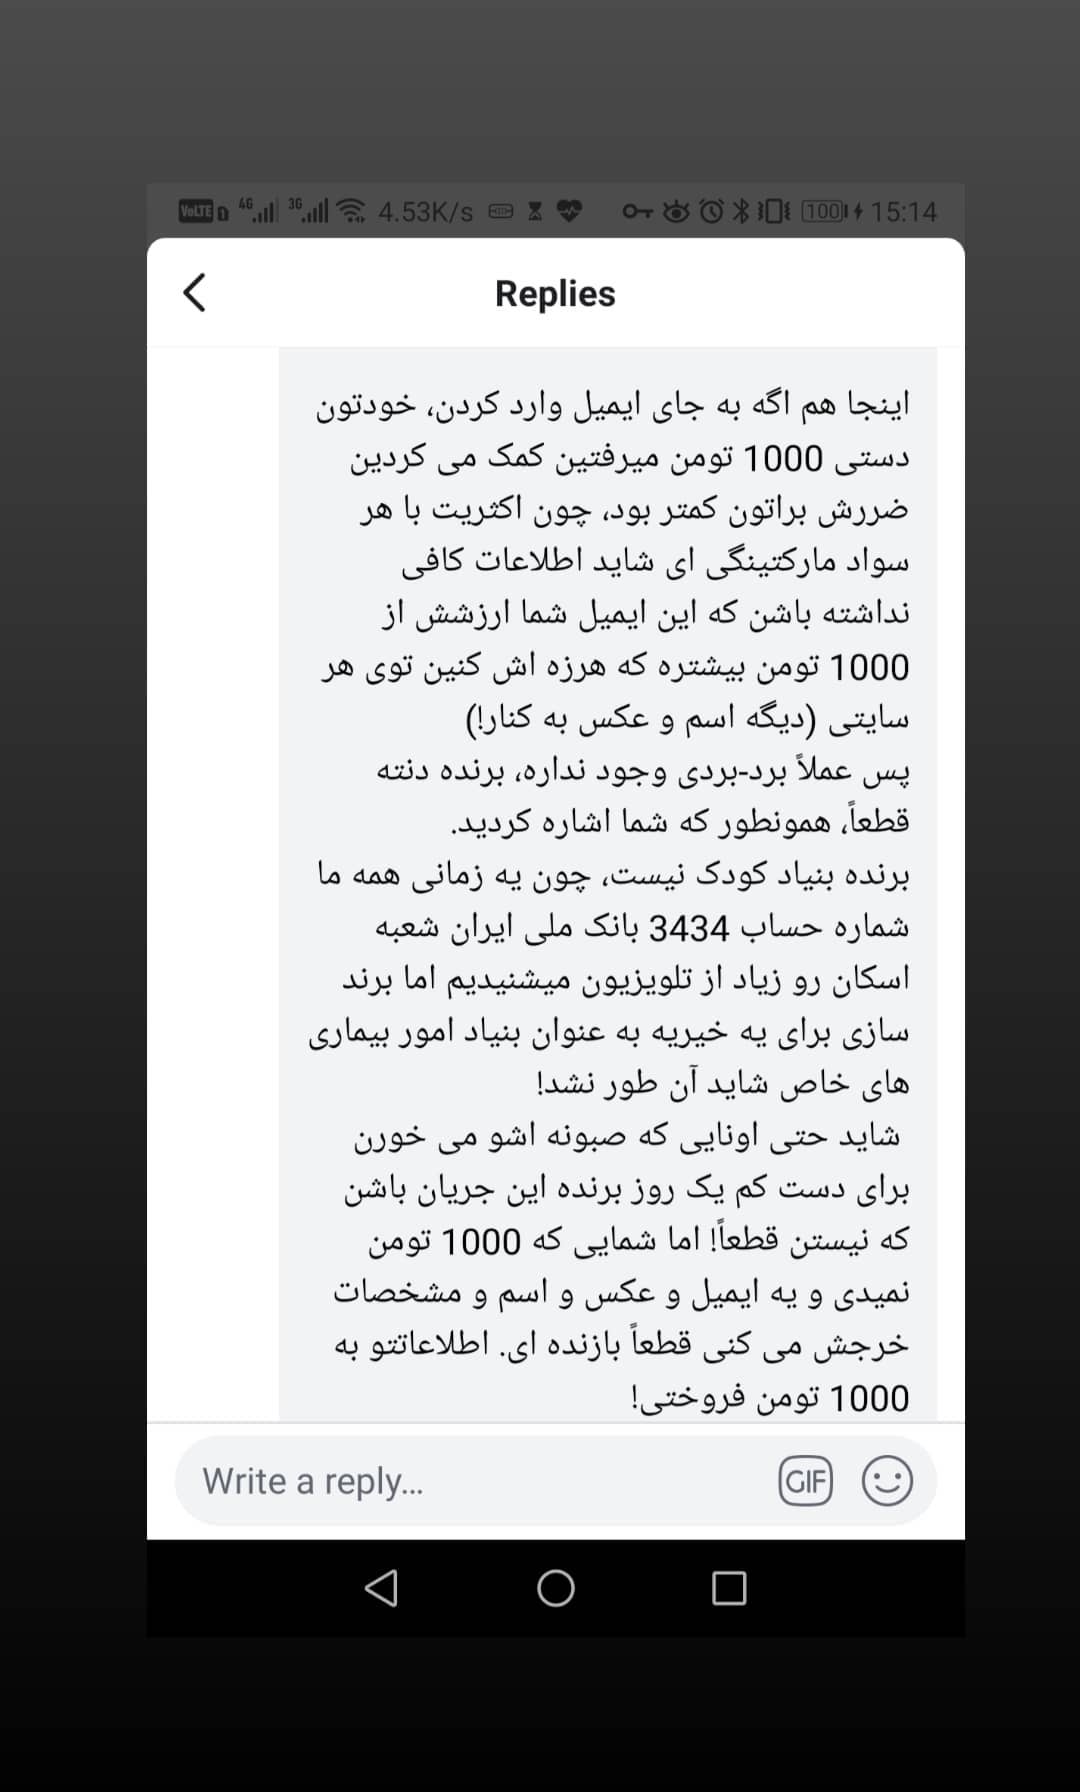 VoLTE 1 4G 3G 4.53K/s 100 15:14
Replies
اینجا هم اگه به جای ایمیل وارد کردن، خودتون
دستی 1000 تومن میرفتین کمک می کردین
ضررش براتون کمتر بود، چون اکثریت با هر
سواد مارکتینگی ای شاید اطلاعات کافی
نداشته باشن که این ایمیل شما ارزشش از
1000 تومن بیشتره که هرزه اش کنین توی هر
سایتی (دیگه اسم و عکس به کنار!)
پس عملاً برد-بردی وجود نداره، برنده دنته
قطعاً، همونطور که شما اشاره کردید.
برنده بنیاد کودک نیست، چون یه زمانی همه ما
شماره حساب 3434 بانک ملی ایران شعبه
اسکان رو زیاد از تلویزیون میشنیدیم اما برند
سازی برای یه خیریه به عنوان بنیاد امور بیماری
های خاص شاید آن طور نشد!
شاید حتی اونایی که صبونه اشو می خورن
برای دست کم یک روز برنده این جریان باشن
که نیستن قطعاً! اما شمایی که 1000 تومن
نمیدی و یه ایمیل و عکس و اسم و مشخصات
خرجش می کنی قطعاً بازنده ای. اطلاعاتتو به
1000 تومن فروختی!
Write a reply...
GIF